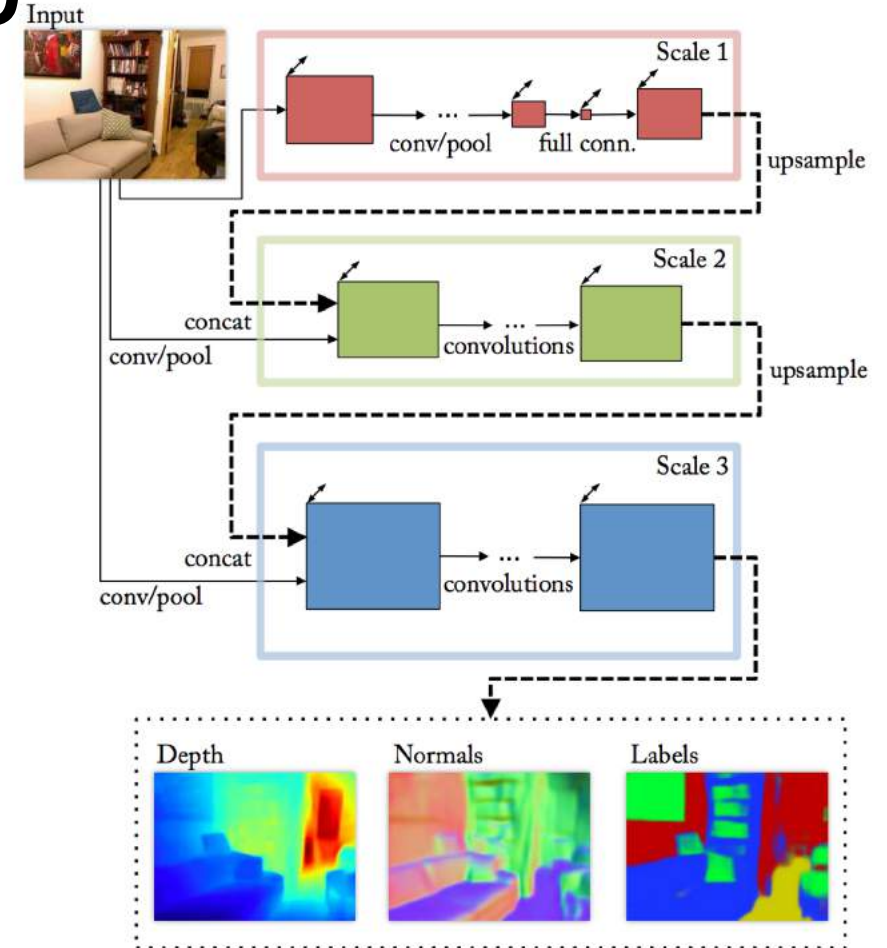 Input
Scale 1
conv/pool
full conn.
upsample
Scale 2
concat
conv/pool
convolutions
upsample
Scale 3
concat
conv/pool
convolutions
Depth
Normals
Labels